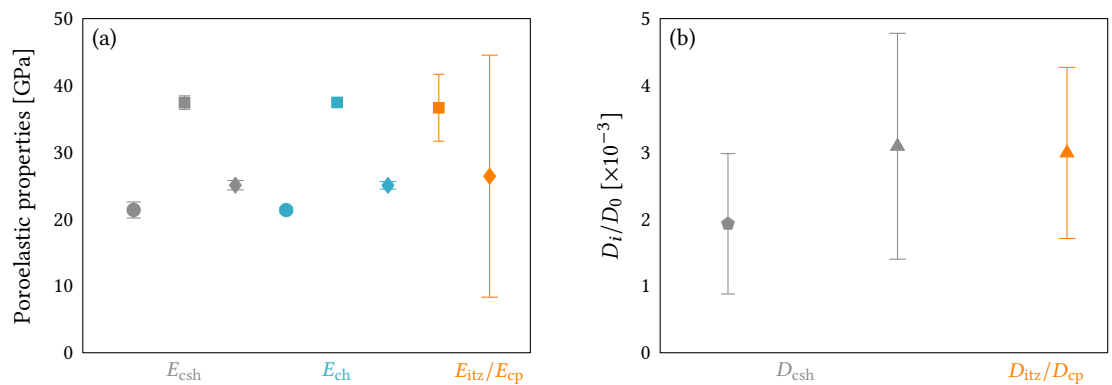 (a)
Poroelastic properties [GPa]
50
40
30
20
10
0
E_csh
E_ch
E_itz/E_cp
(b)
D_i/D_0 [×10^−3]
5
4
3
2
1
0
D_csh
D_itz/D_cp